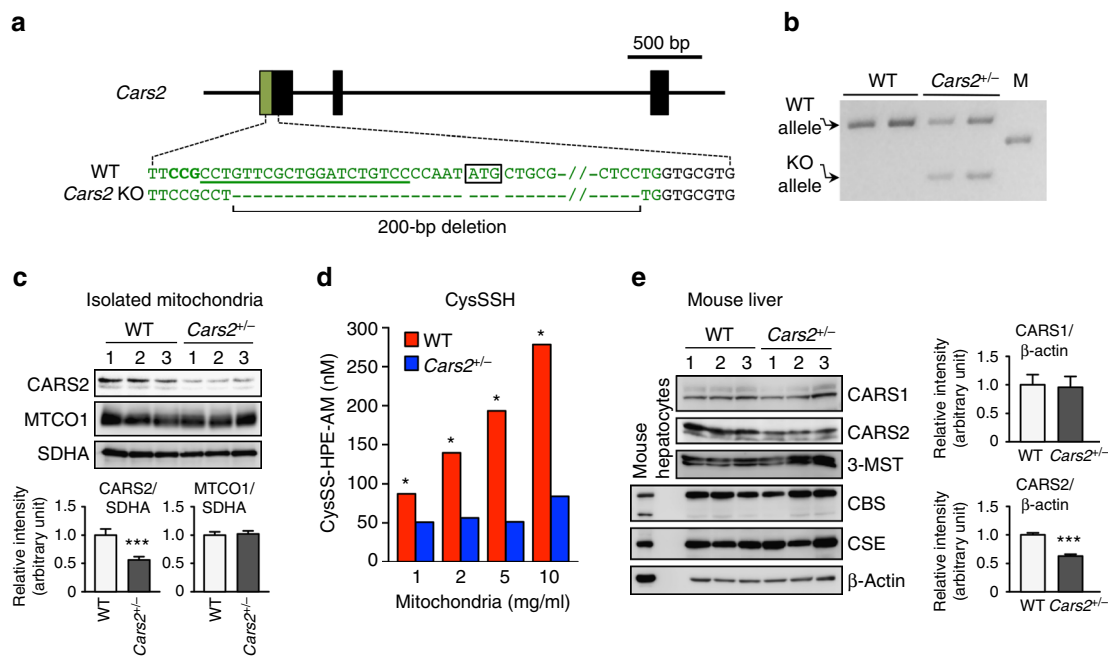 a
500 bp
Cars2
WT TTCCGCCTGTTCGCTGGATCTGTCCCCAAT ATG CTGCG-//-CTCCTGGTGCGTG
Cars2 KO TTCCGCCT--------------------- --- -----//-----TGGTGCGTG
200-bp deletion
b
WT Cars2+/− M
WT allele
KO allele
c
Isolated mitochondria
WT Cars2+/−
1 2 3 1 2 3
CARS2
MTCO1
SDHA
CARS2/
SDHA
MTCO1/
SDHA
Relative intensity
(arbitrary unit)
1.5
1.0
0.5
0
***
WT
Cars2+/−
1.5
1.0
0.5
0
WT
Cars2+/−
d
CysSSH
WT
Cars2+/−
CysSS-HPE-AM (nM)
300
250
200
150
100
50
0
* * * *
1 2 5 10
Mitochondria (mg/ml)
e
Mouse liver
WT Cars2+/−
1 2 3 1 2 3
Mouse
hepatocytes
CARS1
CARS2
3-MST
CBS
CSE
β-Actin
CARS1/
β-actin
Relative intensity
(arbitrary unit)
1.5
1.0
0.5
0
WT Cars2+/−
CARS2/
β-actin
Relative intensity
(arbitrary unit)
1.5
1.0
0.5
0
***
WT Cars2+/−